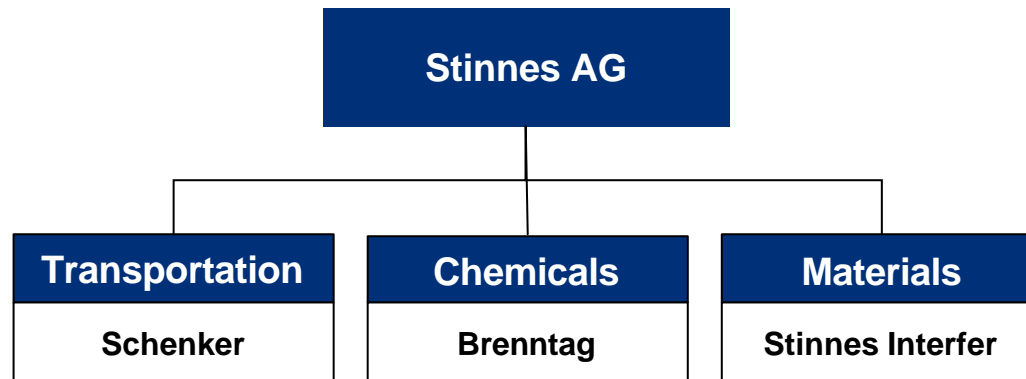 Stinnes AG
Transportation
Chemicals
Materials
Schenker
Brenntag
Stinnes Interfer